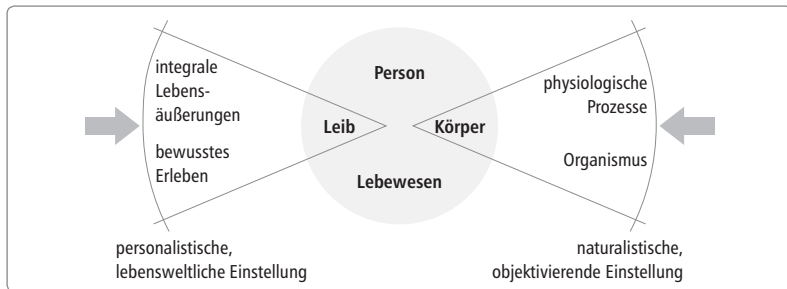 integrale
Lebens-
äußerungen
bewusstes
Erleben
Leib
Person
Körper
Lebewesen
physiologische
Prozesse
Organismus
personalistische,
lebensweltliche Einstellung
naturalistische,
objektivierende Einstellung